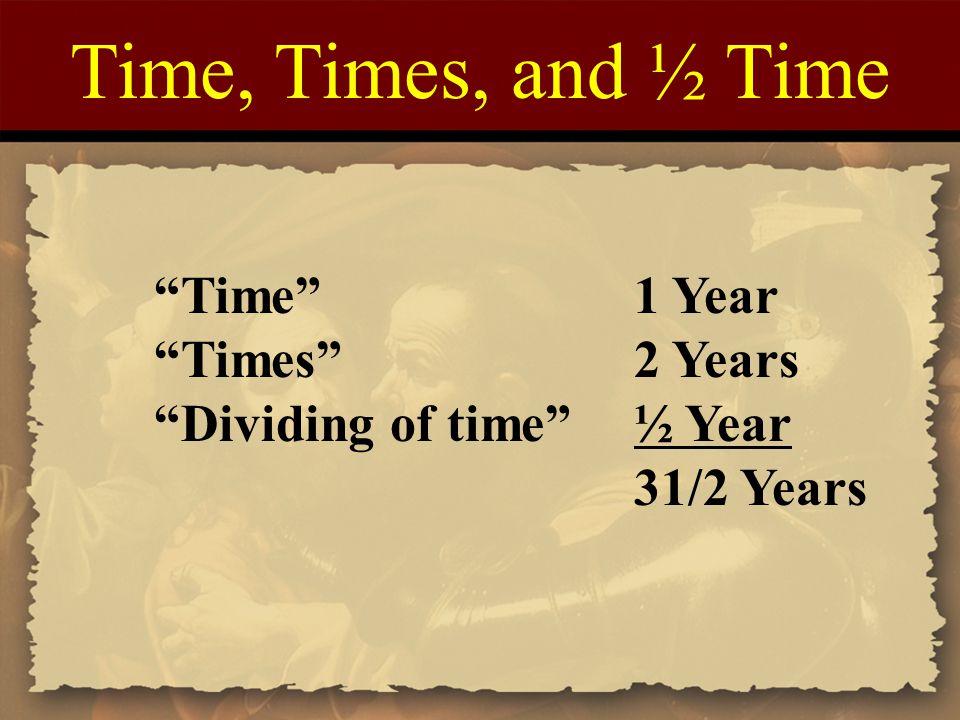 Time, Times, and ½ Time
“Time” 1 Year
“Times” 2 Years
“Dividing of time” ½ Year
31/2 Years